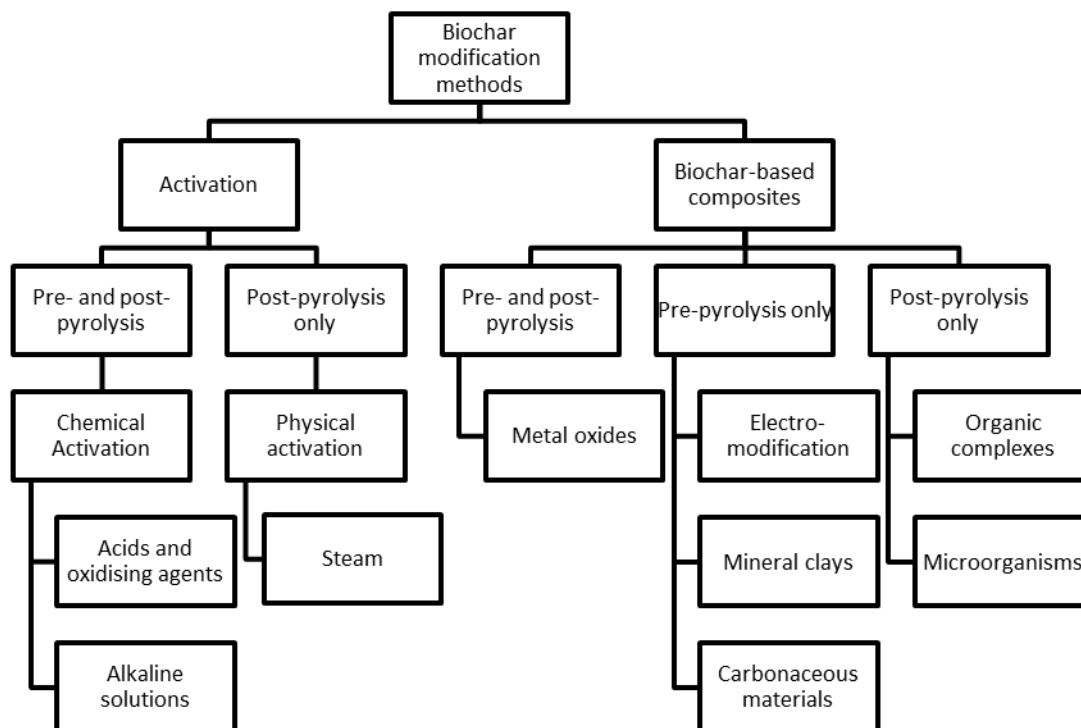 Biochar
modification
methods
Activation
Biochar-based
composites
Pre- and post-
pyrolysis
Post-pyrolysis
only
Pre- and post-
pyrolysis
Pre-pyrolysis only
Post-pyrolysis
only
Chemical
Activation
Physical
activation
Metal oxides
Electro-
modification
Organic
complexes
Acids and
oxidising agents
Steam
Mineral clays
Microorganisms
Alkaline
solutions
Carbonaceous
materials